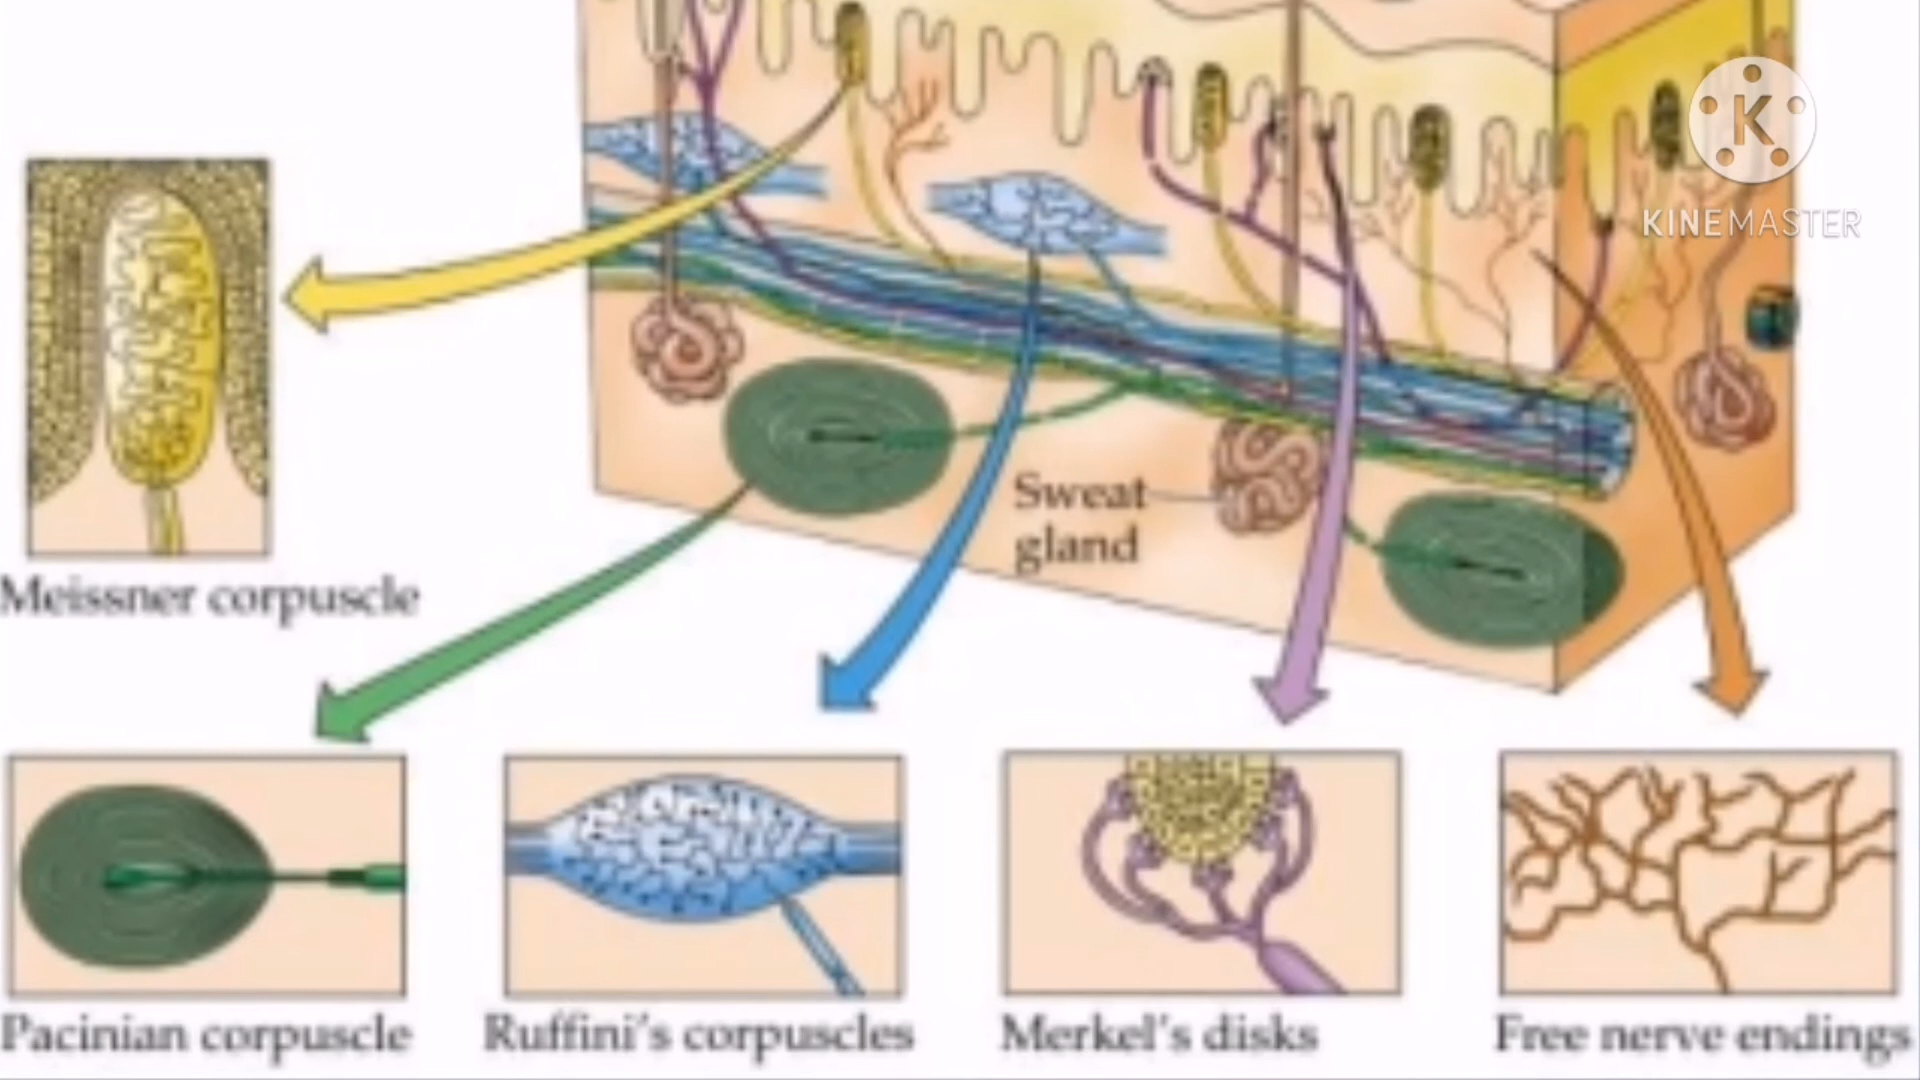 K
KINEMASTER
Sweat
gland
Meissner corpuscle
Pacinian corpuscle
Ruffini's corpuscles
Merkel's disks
Free nerve endings